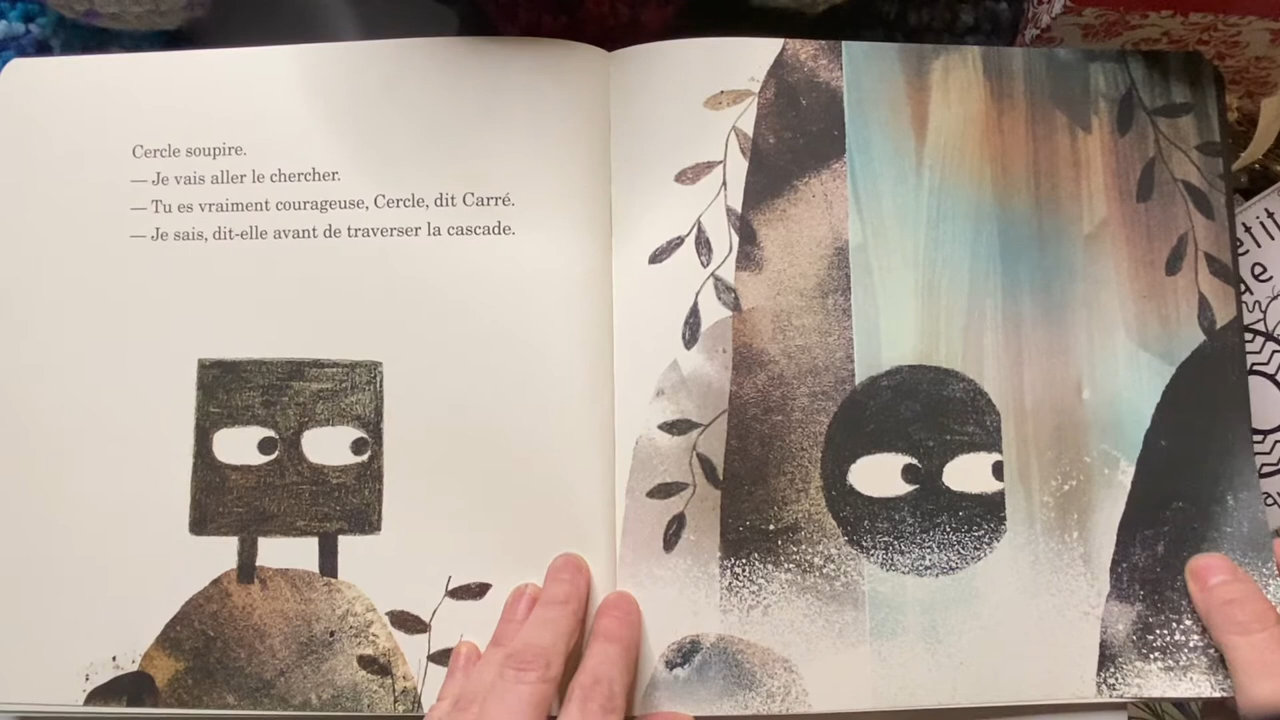 Cercle soupire.
— Je vais aller le chercher.
— Tu es vraiment courageuse, Cercle, dit Carré.
— Je sais, dit-elle avant de traverser la cascade.